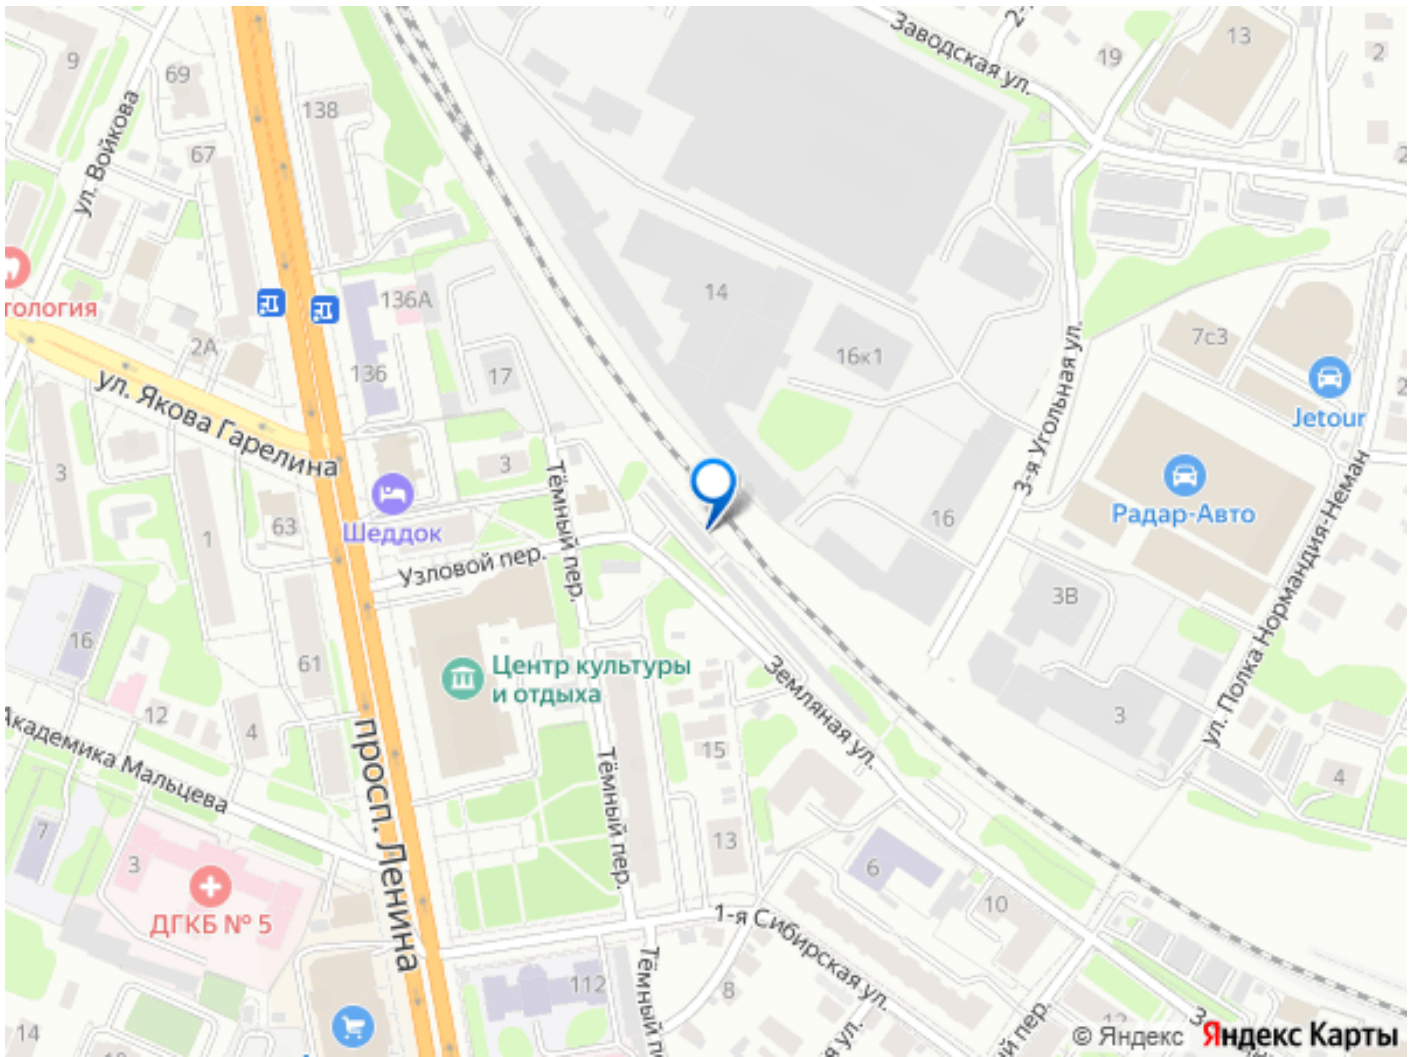 Заводская ул.
9
69
138
19
13
2
ул. Войкова
67
136А
14
2А
136
17
16к1
7с3
Jetour
ул. Якова Гарелина
3-я Угольная ул.
3
Тёмный пер.
3
Шеддок
63
1
Узловой пер.
16
Радар-Авто
3В
ул. Полка Нормандия-Неман
16
61
Центр культуры
и отдыха
Земляная ул.
12
4
15
3
4
просп. Ленина
Академика Мальцева
Тёмный пер.
7
3
13
6
ДГКБ № 5
10
1-я Сибирская ул.
112
8
12
14
© Яндекс Яндекс Карты